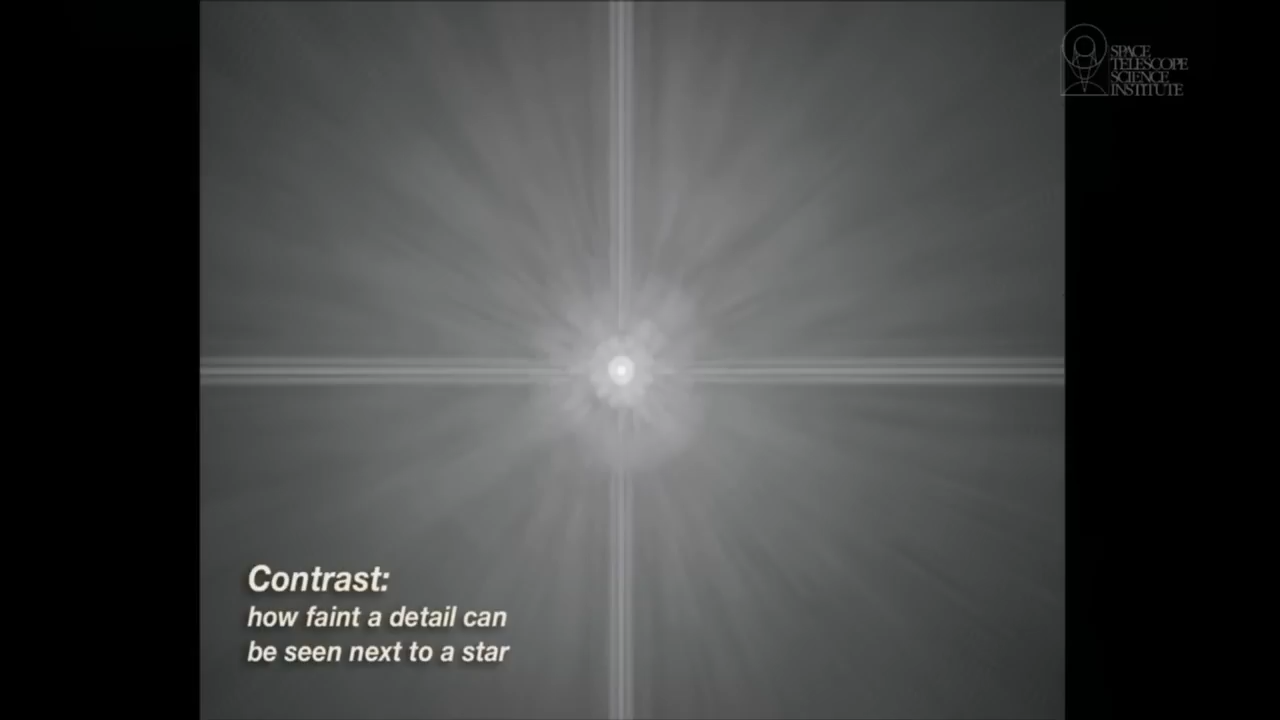 SPACE
TELESCOPE
SCIENCE
INSTITUTE
Contrast:
how faint a detail can
be seen next to a star